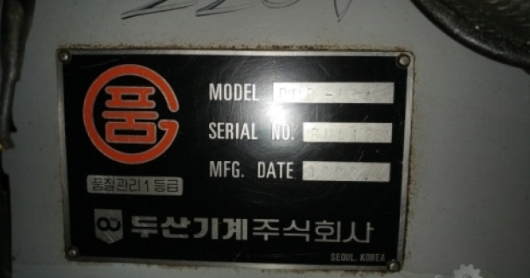 220V
품
MODEL
SERIAL NO.
MFG. DATE
품질관리1등급
두산기계주식회사
SEOUL. KOREA